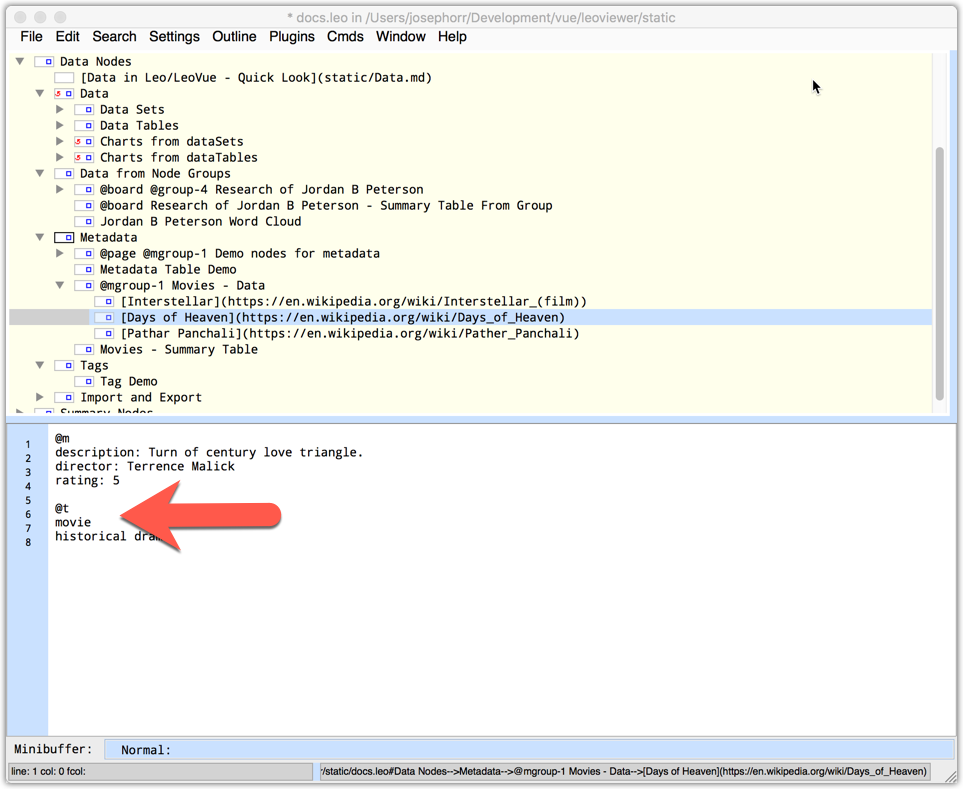 * docs.leo in /Users/josephorr/Development/vue/leoviewer/static
File Edit Search Settings Outline Plugins Cmds Window Help
Data Nodes
[Data in Leo/LeoVue - Quick Look](static/Data.md)
5 Data
Data Sets
Data Tables
5 Charts from dataSets
5 Charts from dataTables
Data from Node Groups
@board @group-4 Research of Jordan B Peterson
@board Research of Jordan B Peterson - Summary Table From Group
Jordan B Peterson Word Cloud
Metadata
@page @mgroup-1 Demo nodes for metadata
Metadata Table Demo
@mgroup-1 Movies - Data
[Interstellar](https://en.wikipedia.org/wiki/Interstellar_(film))
[Days of Heaven](https://en.wikipedia.org/wiki/Days_of_Heaven)
[Pathar Panchali](https://en.wikipedia.org/wiki/Pather_Panchali)
Movies - Summary Table
Tags
Tag Demo
Import and Export
Summary Nodes
1 @m
2 description: Turn of century love triangle.
3 director: Terrence Malick
4 rating: 5
5
6 @t
7 movie
8 historical
Minibuffer: Normal:
line: 1 col: 0 fcol:
/static/docs.leo#Data Nodes-->Metadata-->@mgroup-1 Movies - Data-->[Days of Heaven](https://en.wikipedia.org/wiki/Days_of_Heaven)